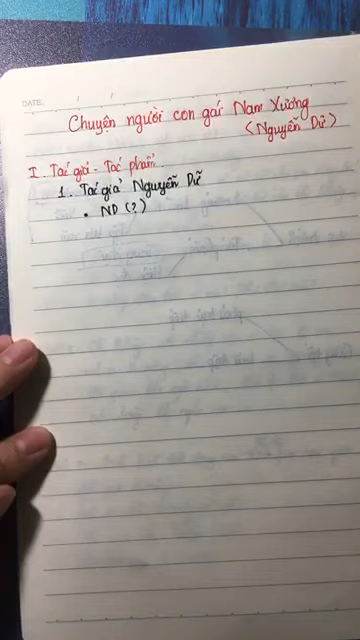 DATE: / /
Chuyện người con gái Nam Xương
(Nguyễn Dữ)
I. Tác giả - Tác phẩm
1. Tác giả Nguyễn Dữ
• ND (?)